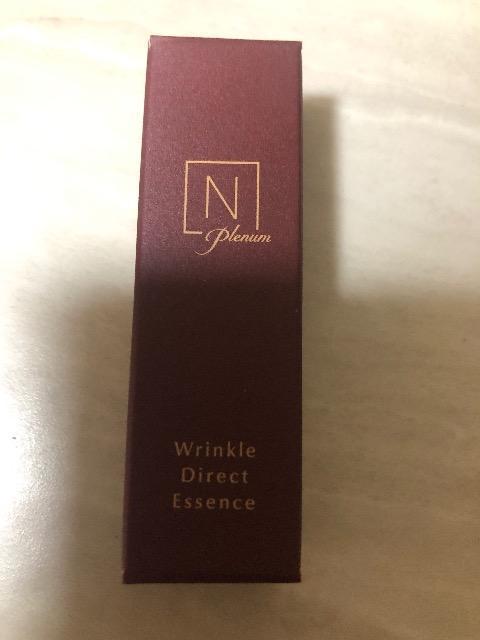 N
Plenum
Wrinkle
Direct
Essence